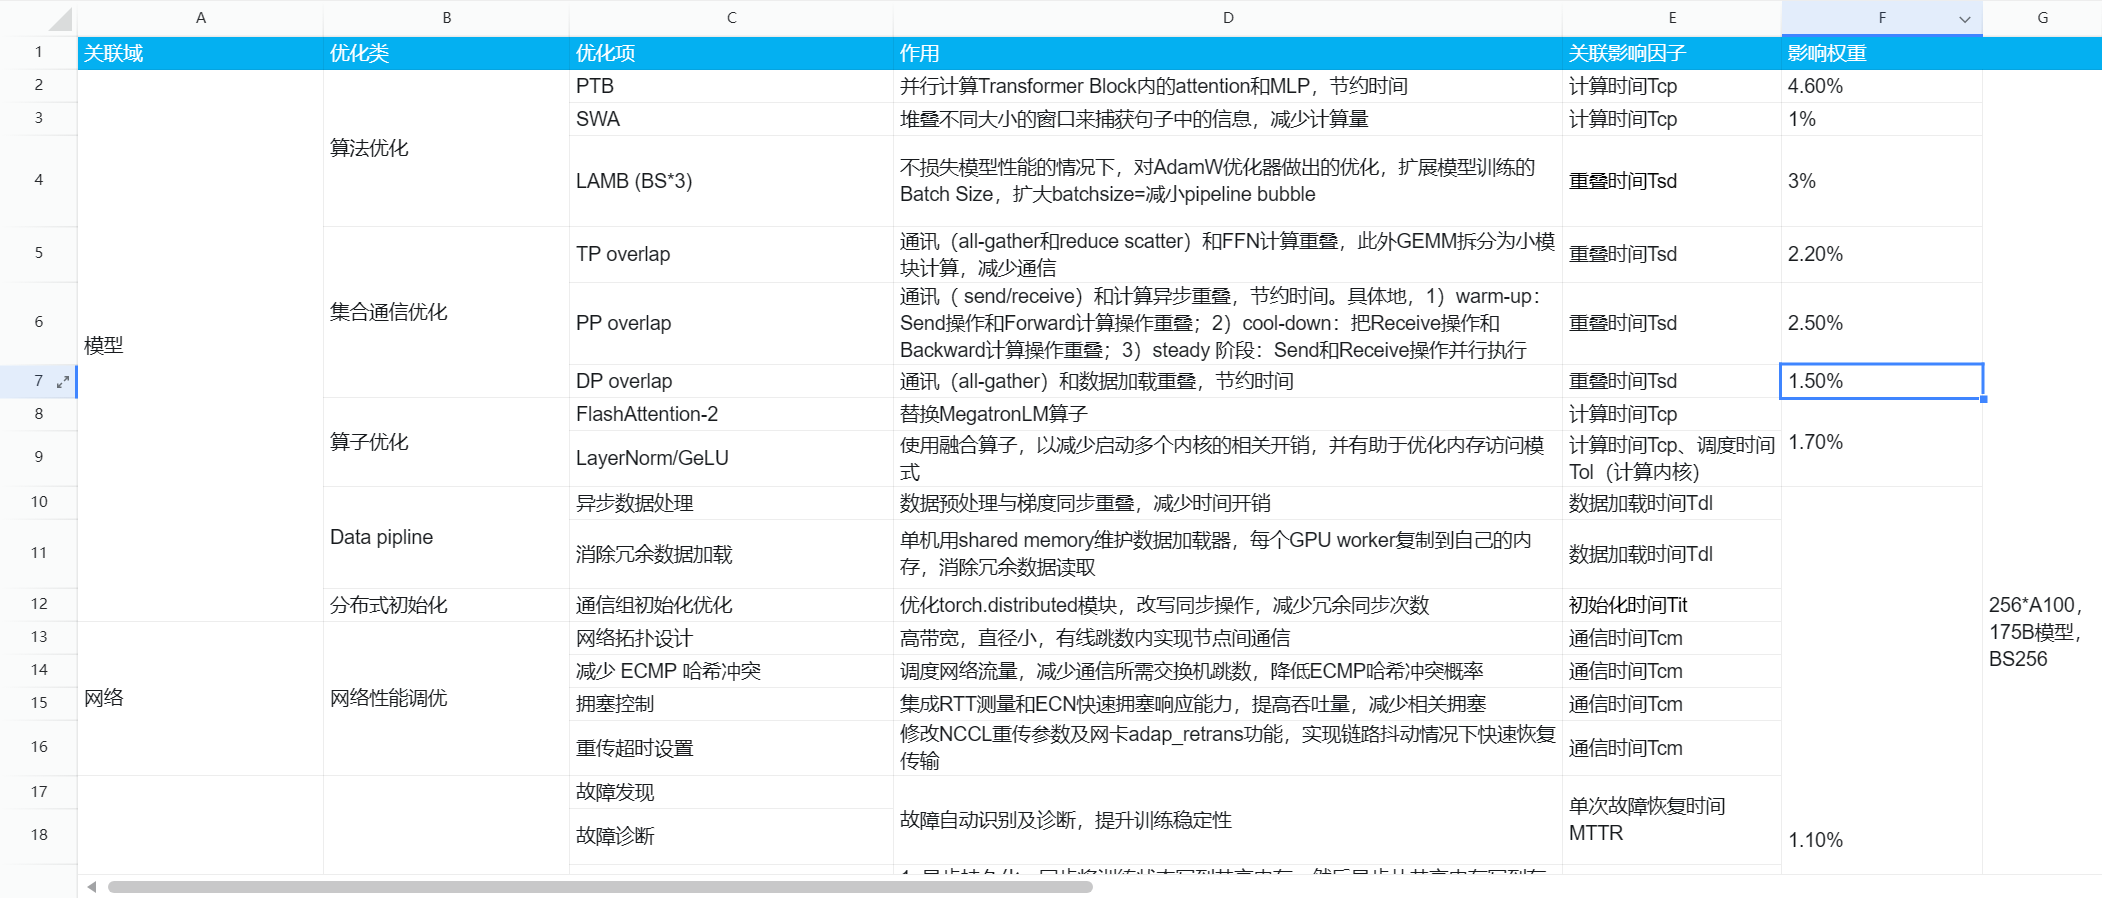 A B C D E F G
1 关联域 优化类 优化项 作用 关联影响因子 影响权重
2 PTB 并行计算Transformer Block内的attention和MLP，节约时间 计算时间Tcp 4.60%
3 SWA 堆叠不同大小的窗口来捕获句子中的信息，减少计算量 计算时间Tcp 1%
算法优化
4 LAMB (BS*3) 不损失模型性能的情况下，对AdamW优化器做出的优化，扩展模型训练的
Batch Size，扩大batchsize=减小pipeline bubble 重叠时间Tsd 3%
5 TP overlap 通讯（all-gather和reduce scatter）和FFN计算重叠，此外GEMM拆分为小模
块计算，减少通信 重叠时间Tsd 2.20%
集合通信优化
6 PP overlap 通讯（ send/receive）和计算异步重叠，节约时间。具体地，1）warm-up：
Send操作和Forward计算操作重叠；2）cool-down：把Receive操作和
Backward计算操作重叠；3）steady 阶段：Send和Receive操作并行执行 重叠时间Tsd 2.50%
模型
7 DP overlap 通讯（all-gather）和数据加载重叠，节约时间 重叠时间Tsd 1.50%
8 FlashAttention-2 替换MegatronLM算子 计算时间Tcp
算子优化 1.70%
9 LayerNorm/GeLU 使用融合算子，以减少启动多个内核的相关开销，并有助于优化内存访问模
式 计算时间Tcp、调度时间
Tol（计算内核）
10 异步数据处理 数据预处理与梯度同步重叠，减少时间开销 数据加载时间Tdl
Data pipline
11 消除冗余数据加载 单机用shared memory维护数据加载器，每个GPU worker复制到自己的内
存，消除冗余数据读取 数据加载时间Tdl
12 分布式初始化 通信组初始化优化 优化torch.distributed模块，改写同步操作，减少冗余同步次数 初始化时间Tit
256*A100，
175B模型，
BS256
13 网络拓扑设计 高带宽，直径小，有线跳数内实现节点间通信 通信时间Tcm
14 减少 ECMP 哈希冲突 调度网络流量，减少通信所需交换机跳数，降低ECMP哈希冲突概率 通信时间Tcm
网络 网络性能调优
15 拥塞控制 集成RTT测量和ECN快速拥塞响应能力，提高吞吐量，减少相关拥塞 通信时间Tcm
16 重传超时设置 修改NCCL重传参数及网卡adap_retrans功能，实现链路抖动情况下快速恢复
传输 通信时间Tcm
17 故障发现
故障自动识别及诊断，提升训练稳定性 单次故障恢复时间
MTTR
18 故障诊断 1.10%